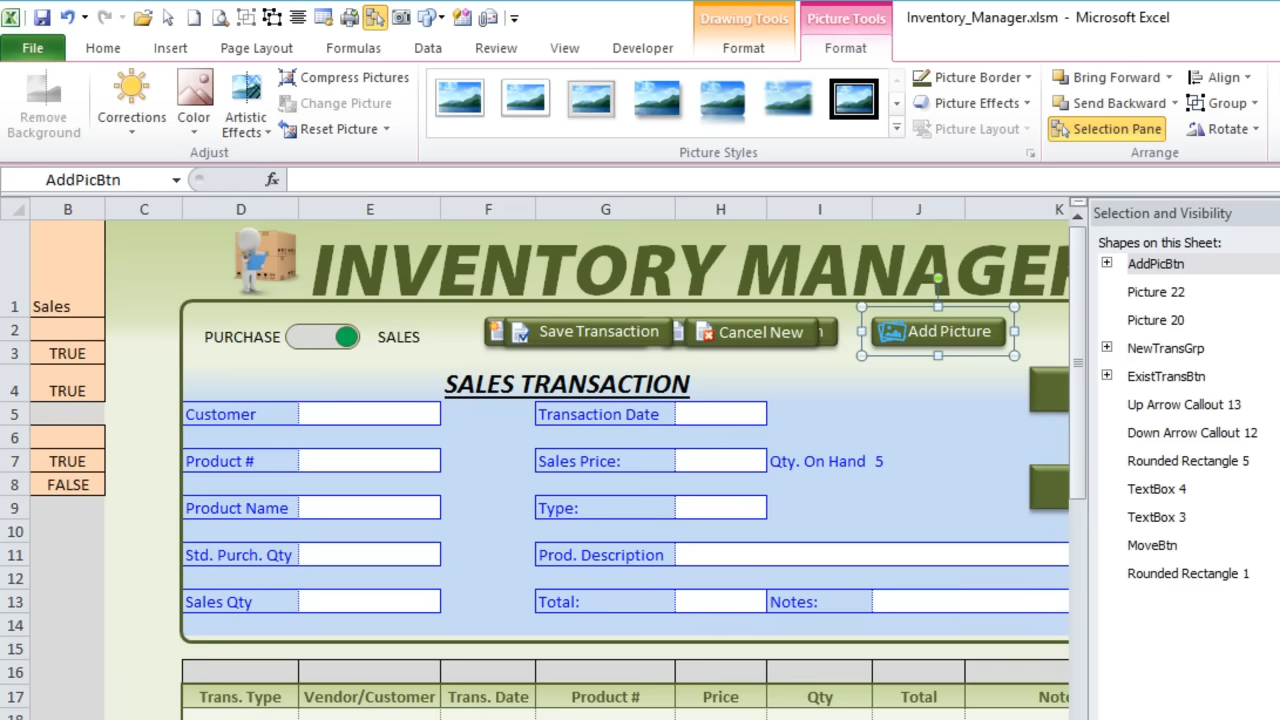 Drawing Tools Picture Tools Inventory_Manager.xlsm - Microsoft Excel
File Home Insert Page Layout Formulas Data Review View Developer Format Format
Remove Background
Corrections
Color
Artistic Effects
Compress Pictures
Change Picture
Reset Picture
Picture Border
Picture Effects
Picture Layout
Bring Forward
Send Backward
Selection Pane
Align
Group
Rotate
Adjust Picture Styles Arrange
AddPicBtn fx
B C D E F G H I J K
Selection and Visibility
Shapes on this Sheet:
AddPicBtn
Picture 22
Picture 20
NewTransGrp
ExistTransBtn
Up Arrow Callout 13
Down Arrow Callout 12
Rounded Rectangle 5
TextBox 4
TextBox 3
MoveBtn
Rounded Rectangle 1
INVENTORY MANAGER
1 Sales
2 PURCHASE SALES Save Transaction Cancel New Add Picture
3 TRUE
4 TRUE SALES TRANSACTION
5 Customer Transaction Date
6
7 TRUE Product # Sales Price: Qty. On Hand 5
8 FALSE
9 Product Name Type:
10
11 Std. Purch. Qty Prod. Description
12
13 Sales Qty Total: Notes:
14
15
16
17 Trans. Type Vendor/Customer Trans. Date Product # Price Qty Total
18